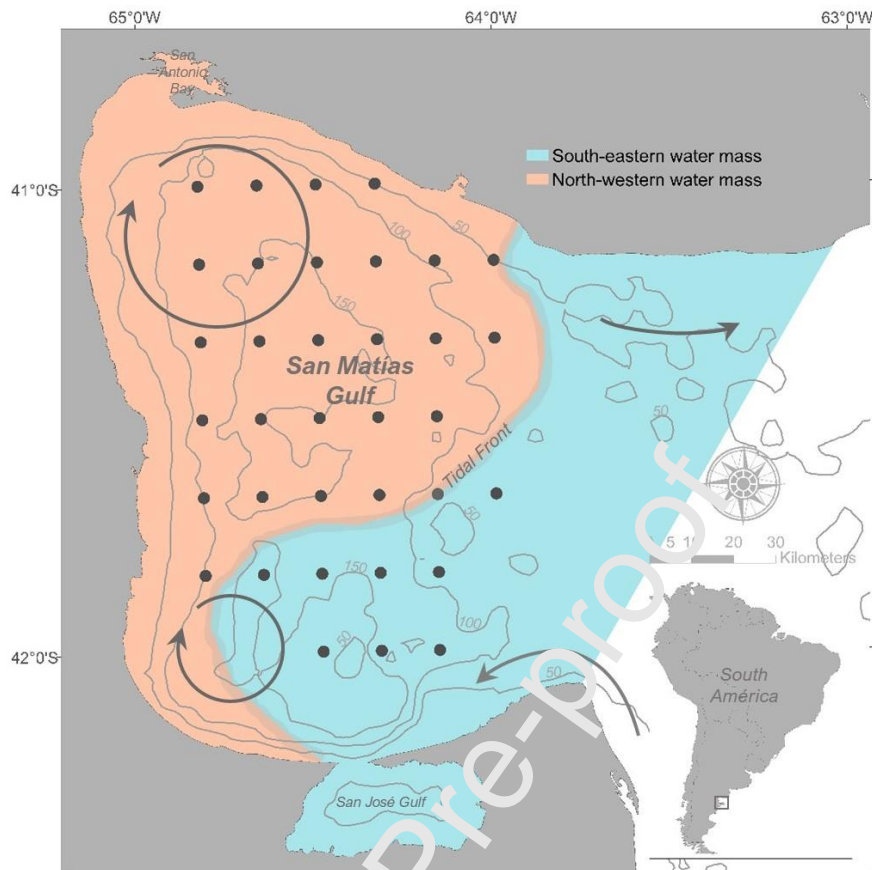 65°0'W
64°0'W
63°0'W
San
Antonio
Bay
South-eastern water mass
North-western water mass
41°0'S
50
100
150
San Matías
Gulf
50
Tidal Front
50
0 5 10 20 30
Kilometers
150
50
100
42°0'S
50
South
América
San José Gulf
Pre-proof